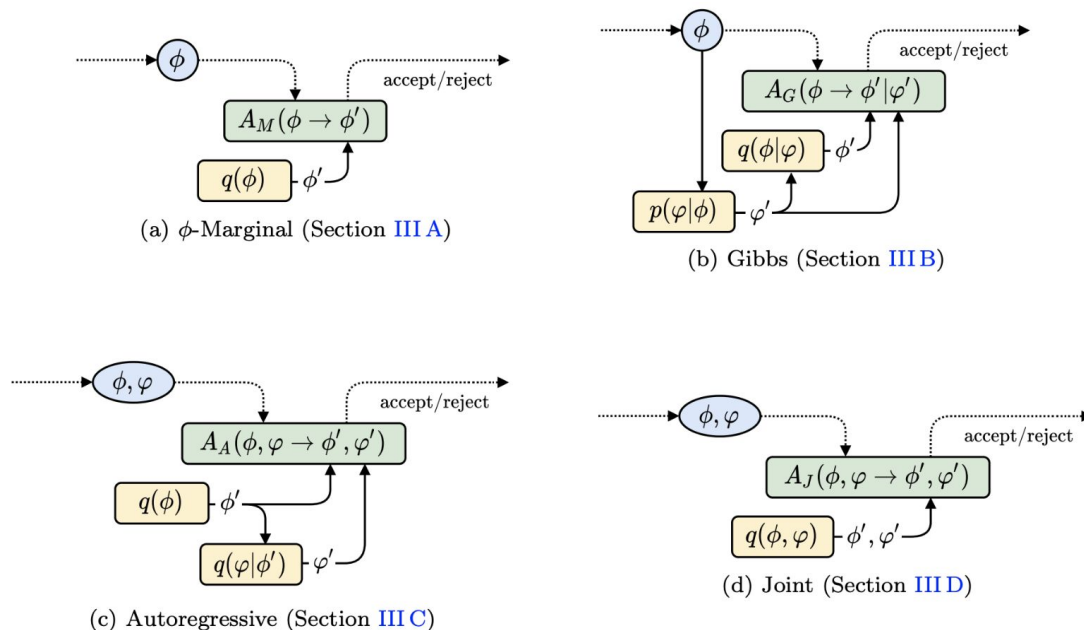 ϕ
accept/reject
A_M(ϕ → ϕ′)
q(ϕ) ϕ′
(a) ϕ-Marginal (Section III A)
ϕ
accept/reject
A_G(ϕ → ϕ′|φ′)
q(ϕ|φ) ϕ′
p(φ|ϕ) φ′
(b) Gibbs (Section III B)
ϕ, φ
accept/reject
A_A(ϕ, φ → ϕ′, φ′)
q(ϕ) ϕ′
q(φ|ϕ′) φ′
(c) Autoregressive (Section III C)
ϕ, φ
accept/reject
A_J(ϕ, φ → ϕ′, φ′)
q(ϕ, φ) ϕ′, φ′
(d) Joint (Section III D)